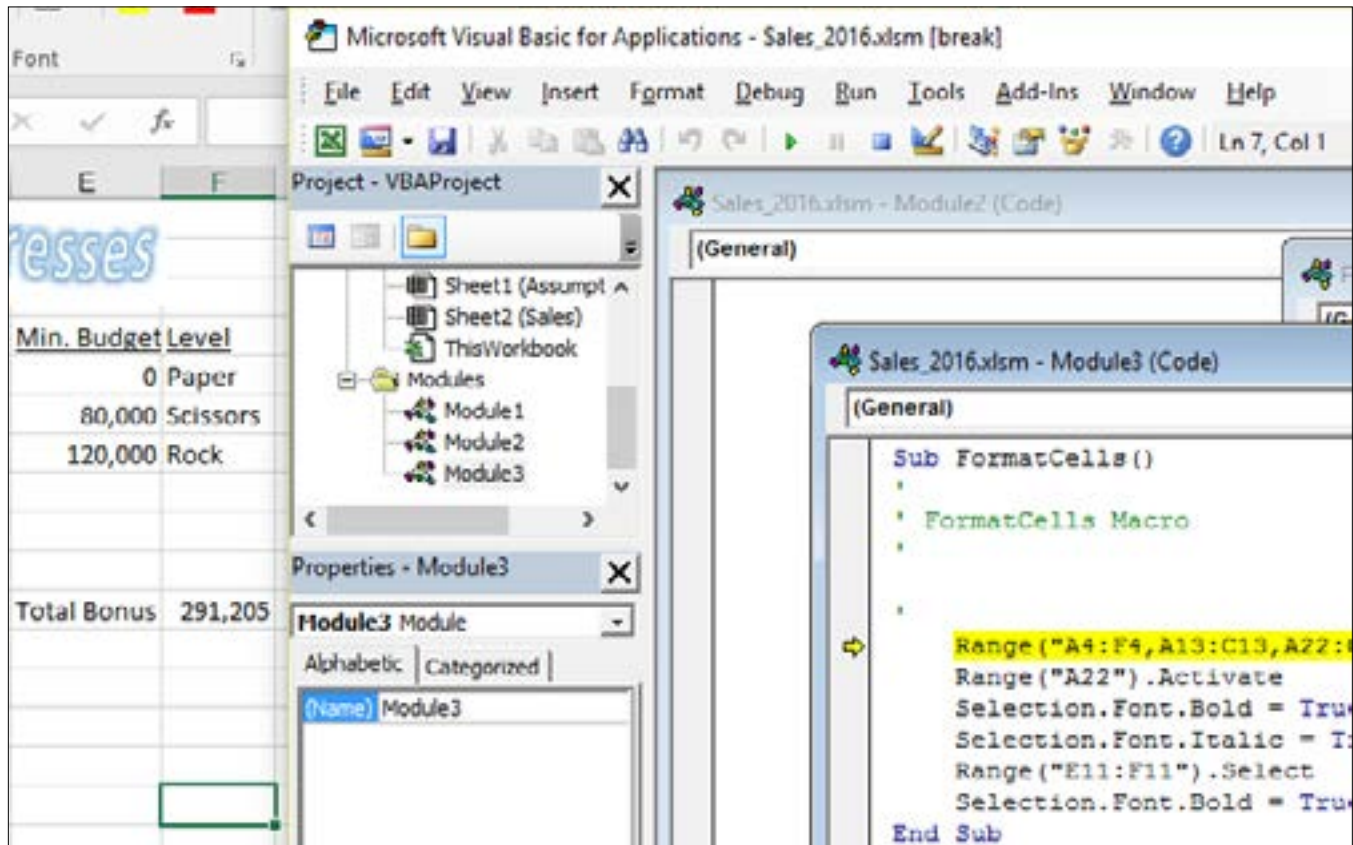 Font
fx
E F
resses
Min. Budget Level
0 Paper
80,000 Scissors
120,000 Rock
Total Bonus 291,205
Microsoft Visual Basic for Applications - Sales_2016.xlsm [break]
File Edit View Insert Format Debug Run Tools Add-Ins Window Help
Ln 7, Col 1
Project - VBAProject
Sheet1 (Assumpt
Sheet2 (Sales)
ThisWorkbook
Modules
Module1
Module2
Module3
Properties - Module3
Module3 Module
Alphabetic Categorized
(Name) Module3
Sales_2016.xlsm - Module2 (Code)
(General)
Sales_2016.xlsm - Module3 (Code)
(General)
Sub FormatCells()
'
' FormatCells Macro
'
'
Range("A4:F4,A13:C13,A22:
Range("A22").Activate
Selection.Font.Bold = Tru
Selection.Font.Italic = T
Range("E11:F11").Select
Selection.Font.Bold = Tru
End Sub